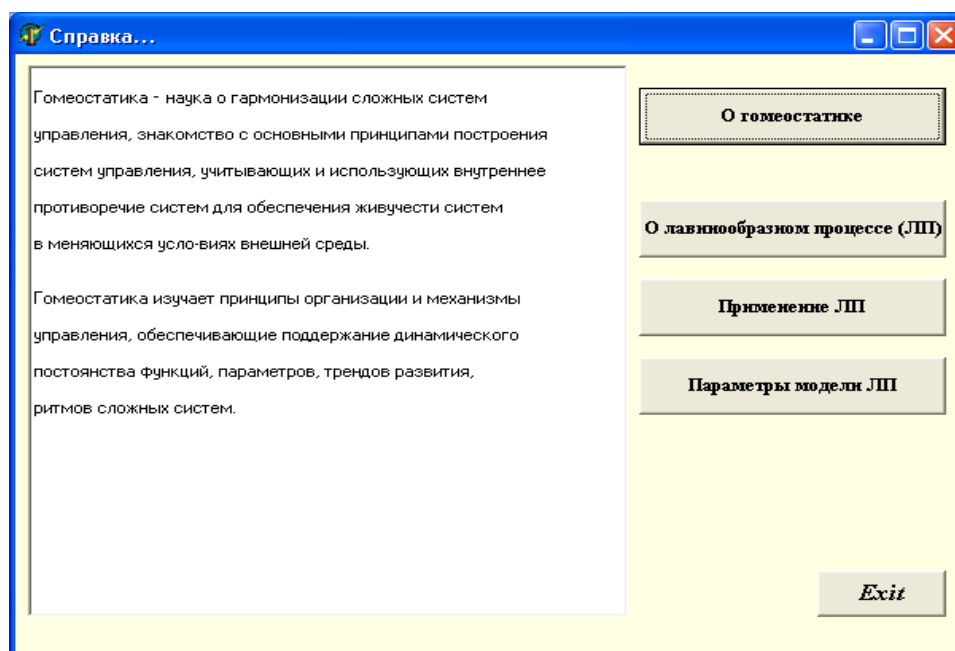 Справка...
Гомеостатика - наука о гармонизации сложных систем
управления, знакомство с основными принципами построения
систем управления, учитывающих и использующих внутреннее
противоречие систем для обеспечения живучести систем
в меняющихся усло-виях внешней среды.
Гомеостатика изучает принципы организации и механизмы
управления, обеспечивающие поддержание динамического
постоянства функций, параметров, трендов развития,
ритмов сложных систем.
О гомеостатике
О лавинообразном процессе (ЛП)
Применение ЛП
Параметры модели ЛП
Exit